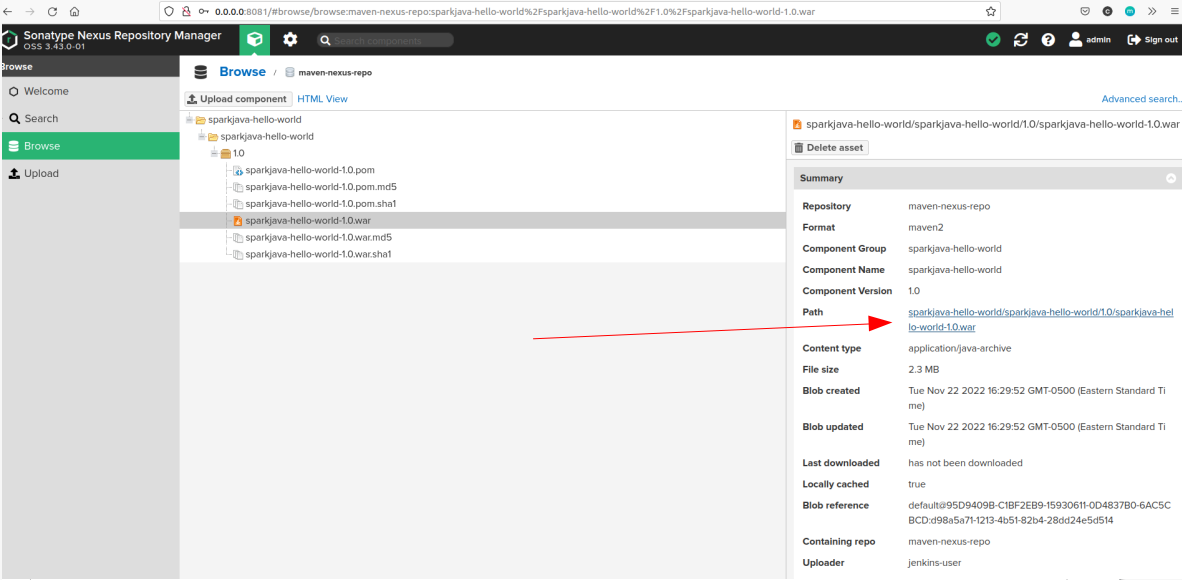 0.0.0.0:8081/#browse/browse:maven-nexus-repo:sparkjava-hello-world%2Fsparkjava-hello-world%2F1.0%2Fsparkjava-hello-world-1.0.war
Sonatype Nexus Repository Manager
OSS 3.43.0-01
Search components
admin
Sign out
Browse
Welcome
Search
Browse
Upload
Browse / maven-nexus-repo
Upload component
HTML View
Advanced search..
sparkjava-hello-world
sparkjava-hello-world
1.0
sparkjava-hello-world-1.0.pom
sparkjava-hello-world-1.0.pom.md5
sparkjava-hello-world-1.0.pom.sha1
sparkjava-hello-world-1.0.war
sparkjava-hello-world-1.0.war.md5
sparkjava-hello-world-1.0.war.sha1
sparkjava-hello-world/sparkjava-hello-world/1.0/sparkjava-hello-world-1.0.war
Delete asset
Summary
Repository maven-nexus-repo
Format maven2
Component Group sparkjava-hello-world
Component Name sparkjava-hello-world
Component Version 1.0
Path sparkjava-hello-world/sparkjava-hello-world/1.0/sparkjava-hel
lo-world-1.0.war
Content type application/java-archive
File size 2.3 MB
Blob created Tue Nov 22 2022 16:29:52 GMT-0500 (Eastern Standard Ti
me)
Blob updated Tue Nov 22 2022 16:29:52 GMT-0500 (Eastern Standard Ti
me)
Last downloaded has not been downloaded
Locally cached true
Blob reference default@95D9409B-C1BF2EB9-15930611-0D4837B0-6AC5C
BCD:d98a5a71-1213-4b51-82b4-28dd24e5d514
Containing repo maven-nexus-repo
Uploader jenkins-user